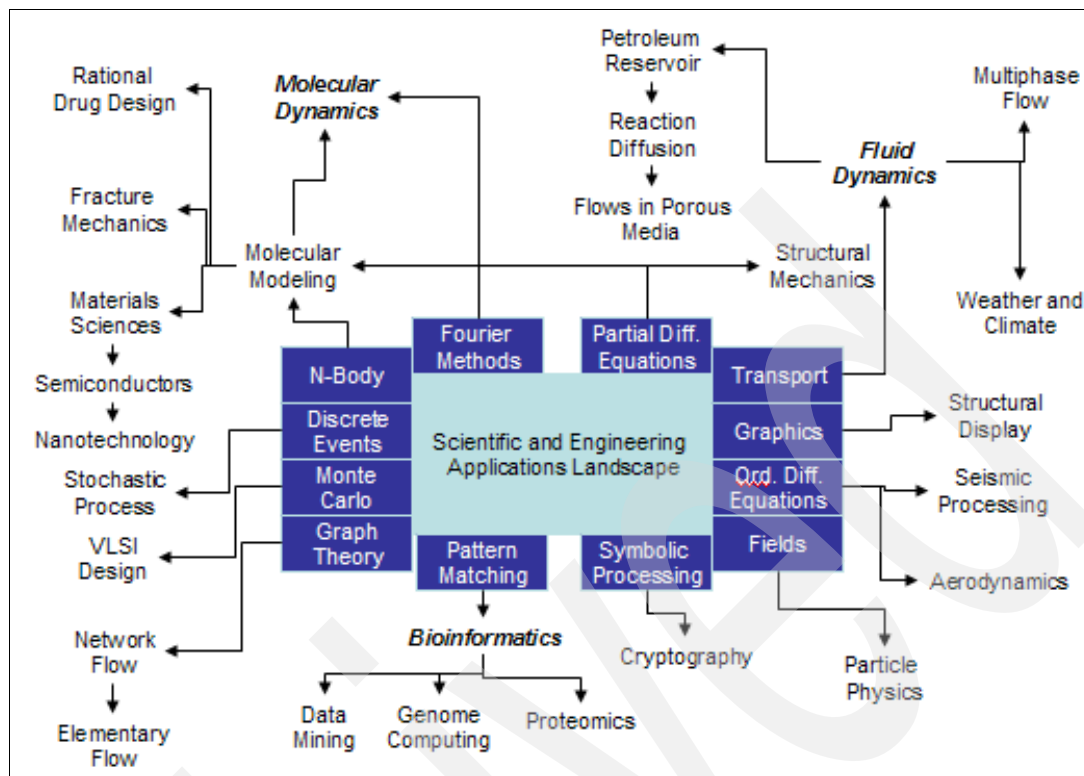 Rational
Drug Design
Molecular
Dynamics
Petroleum
Reservoir
Multiphase
Flow
Reaction
Diffusion
Fluid
Dynamics
Fracture
Mechanics
Flows in Porous
Media
Molecular
Modeling
Structural
Mechanics
Materials
Sciences
Weather and
Climate
Fourier
Methods
Partial Diff.
Equations
N-Body
Transport
Semiconductors
Nanotechnology
Discrete
Events
Graphics
Structural
Display
Scientific and Engineering
Applications Landscape
Stochastic
Process
Monte
Carlo
Ord. Diff.
Equations
Seismic
Processing
VLSI
Design
Graph
Theory
Pattern
Matching
Symbolic
Processing
Fields
Aerodynamics
Network
Flow
Bioinformatics
Cryptography
Particle
Physics
Data
Mining
Genome
Computing
Proteomics
Elementary
Flow